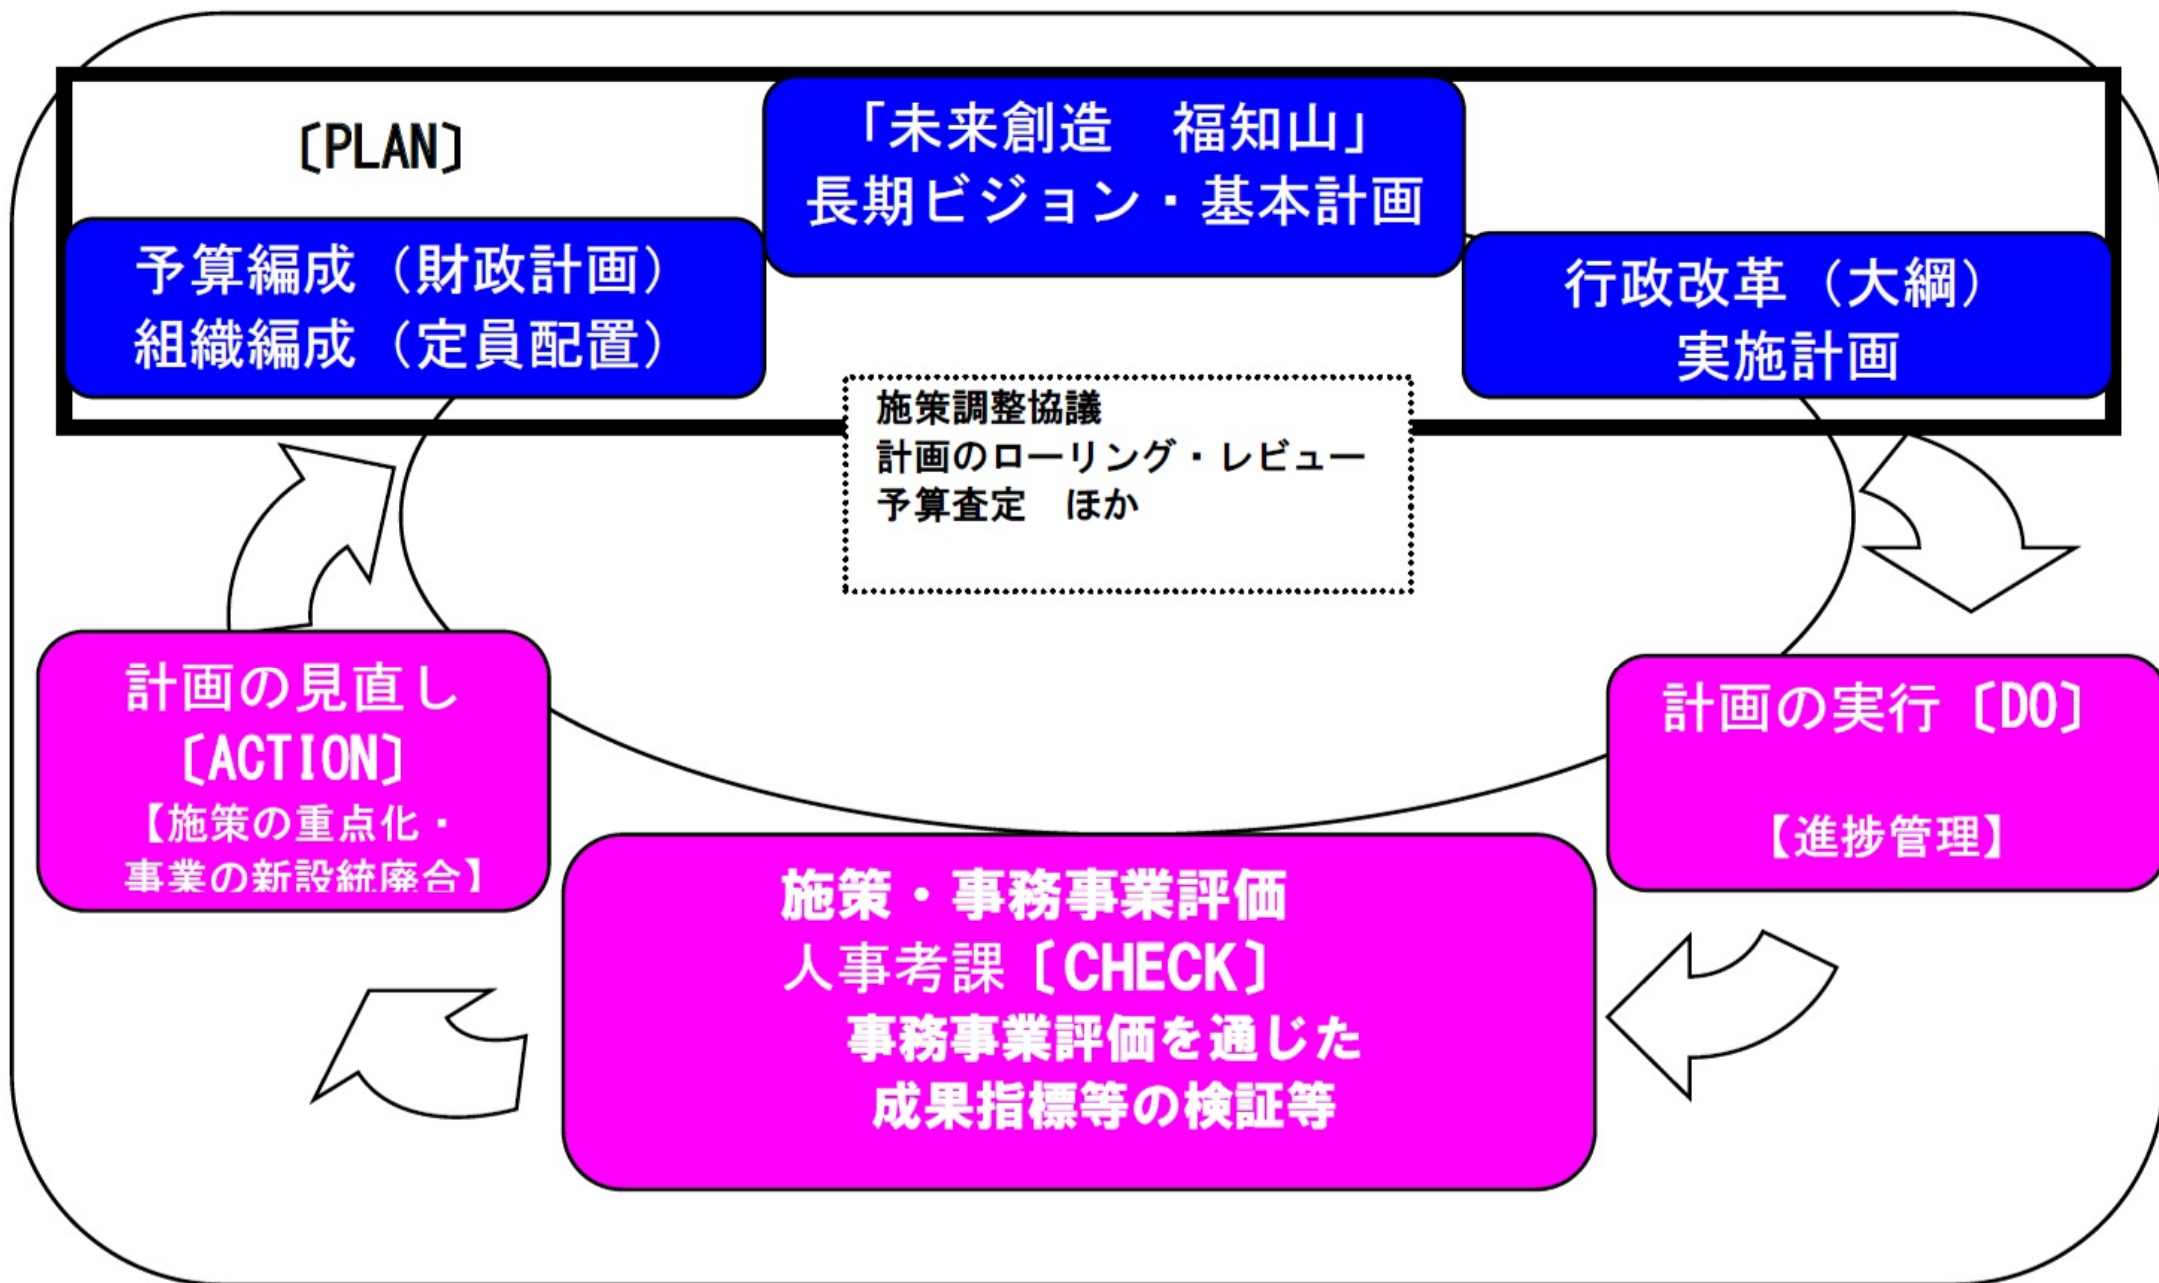 〔PLAN〕
「未来創造　福知山」
長期ビジョン・基本計画
予算編成（財政計画）
組織編成（定員配置）
行政改革（大綱）
実施計画
施策調整協議
計画のローリング・レビュー
予算査定　ほか
計画の実行〔DO〕
【進捗管理】
施策・事務事業評価
人事考課〔CHECK〕
事務事業評価を通じた
成果指標等の検証等
計画の見直し
〔ACTION〕
【施策の重点化・
事業の新設統廃合】